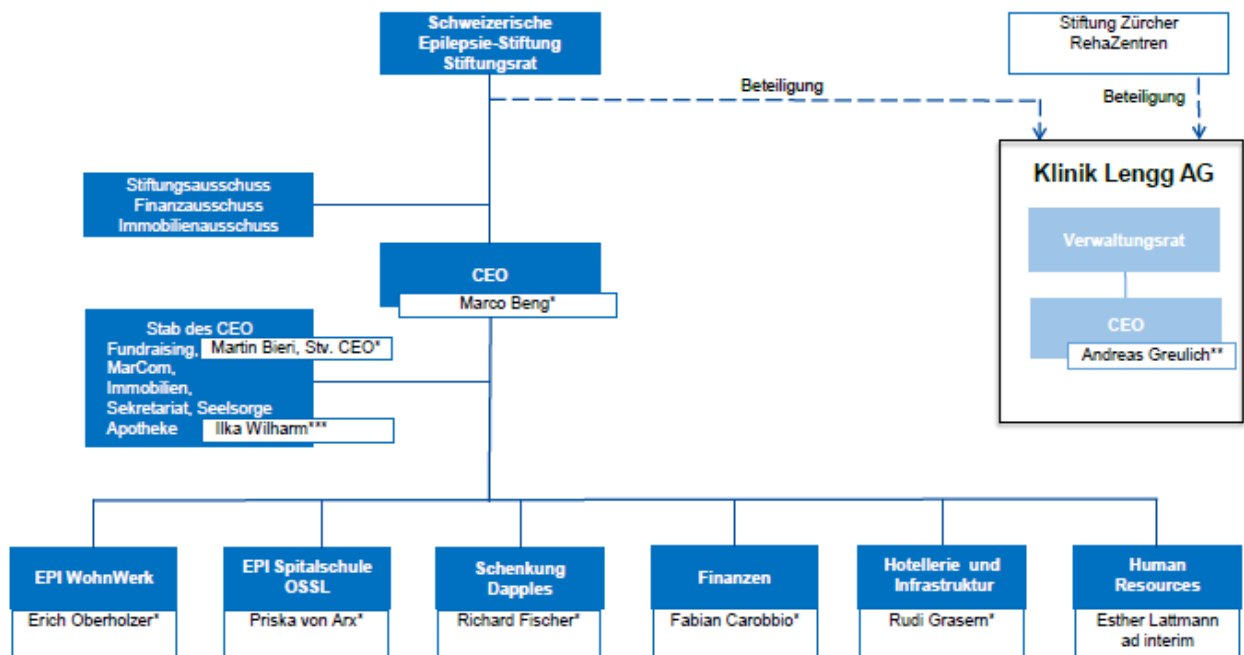 Schweizerische
Epilepsie-Stiftung
Stiftungsrat
Stiftung Zürcher
RehaZentren
Beteiligung
Beteiligung
Klinik Lengg AG
Verwaltungsrat
CEO
Andreas Greulich**
Stiftungsausschuss
Finanzausschuss
Immobilienausschuss
CEO
Marco Beng*
Stab des CEO
Fundraising, Martin Bieri, Stv. CEO*
MarCom,
Immobilien,
Sekretariat, Seelsorge
Apotheke Ilka Wilharm***
EPI WohnWerk
Erich Oberholzer*
EPI Spitalschule
OSSL
Priska von Arx*
Schenkung
Dapples
Richard Fischer*
Finanzen
Fabian Carobbio*
Hotellerie und
Infrastruktur
Rudi Grasern*
Human
Resources
Esther Lattmann
ad interim